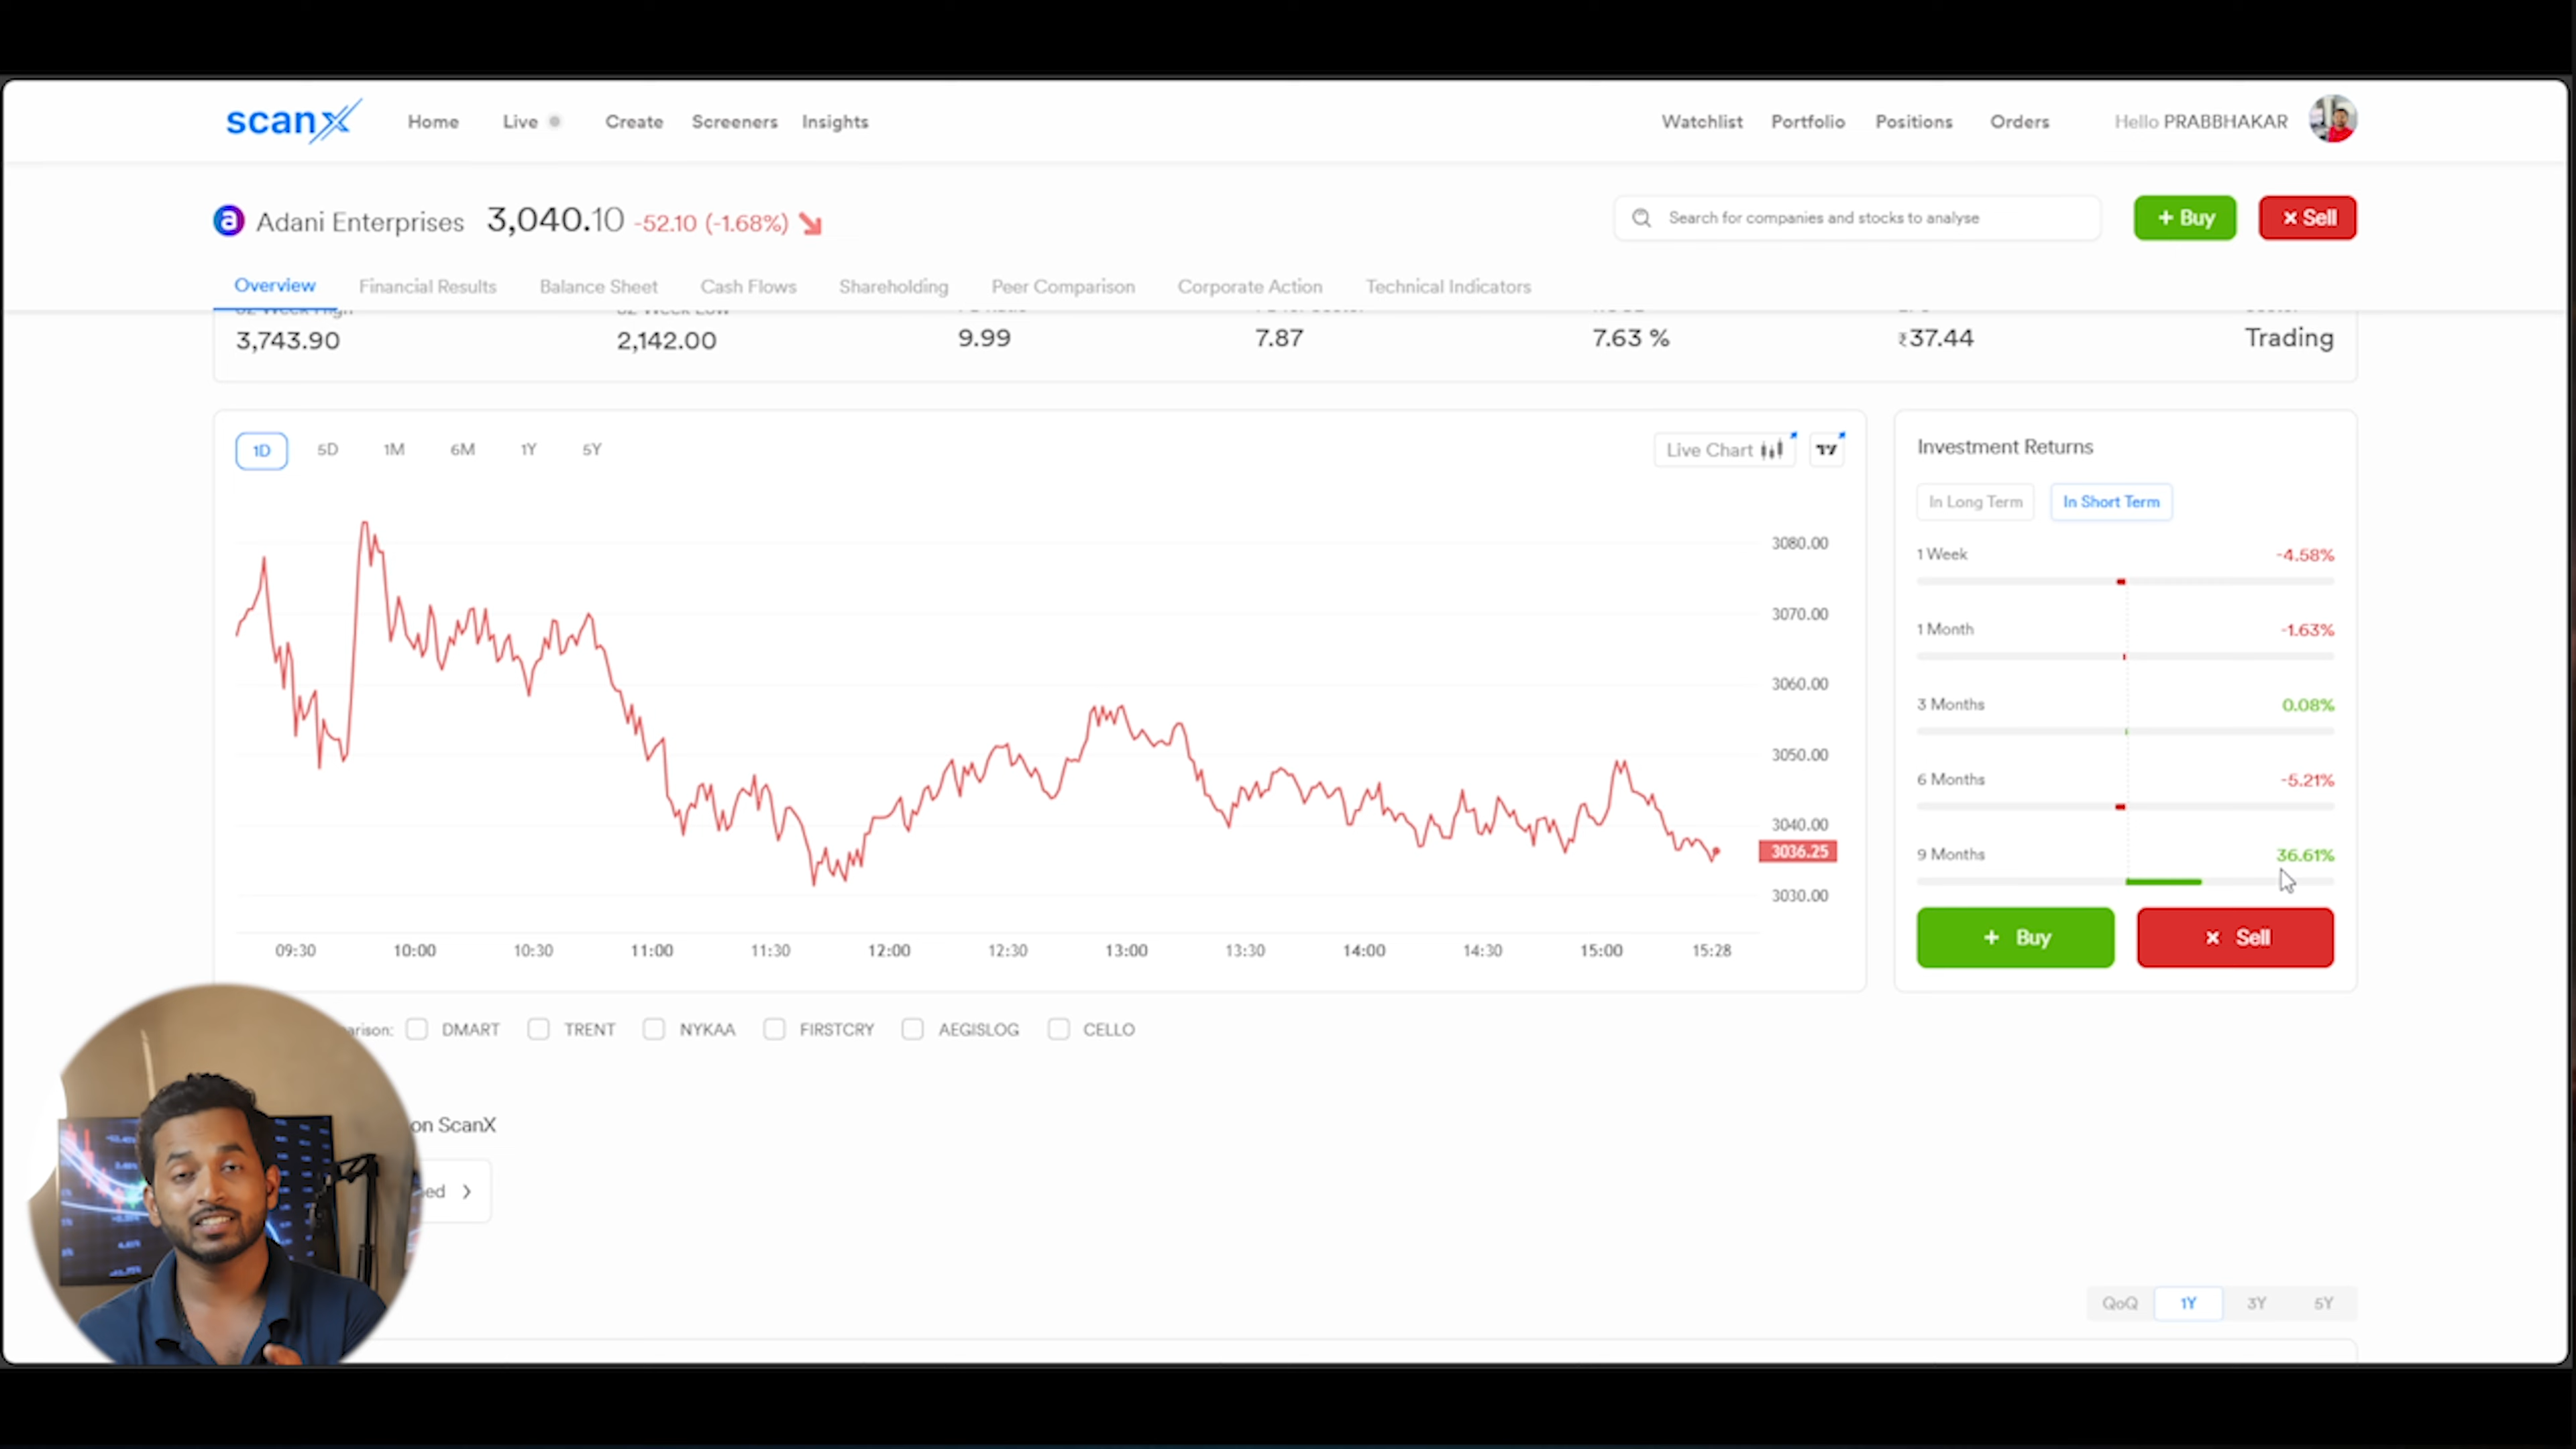 scanX Home Live Create Screeners Insights Watchlist Portfolio Positions Orders Hello PRABBHAKAR
Adani Enterprises 3,040.10 -52.10 (-1.68%) Search for companies and stocks to analyse + Buy × Sell
Overview Financial Results Balance Sheet Cash Flows Shareholding Peer Comparison Corporate Action Technical Indicators
3,743.90 2,142.00 9.99 7.87 7.63 % ₹37.44 Trading
1D 5D 1M 6M 1Y 5Y Live Chart
3080.00
3070.00
3060.00
3050.00
3040.00
3036.25
3030.00
09:30 10:00 10:30 11:00 11:30 12:00 12:30 13:00 13:30 14:00 14:30 15:00 15:28
Investment Returns
In Long Term In Short Term
1 Week -4.58%
1 Month -1.63%
3 Months 0.08%
6 Months -5.21%
9 Months 36.61%
+ Buy × Sell
arison: DMART TRENT NYKAA FIRSTCRY AEGISLOG CELLO
on ScanX
ed
QoQ 1Y 3Y 5Y